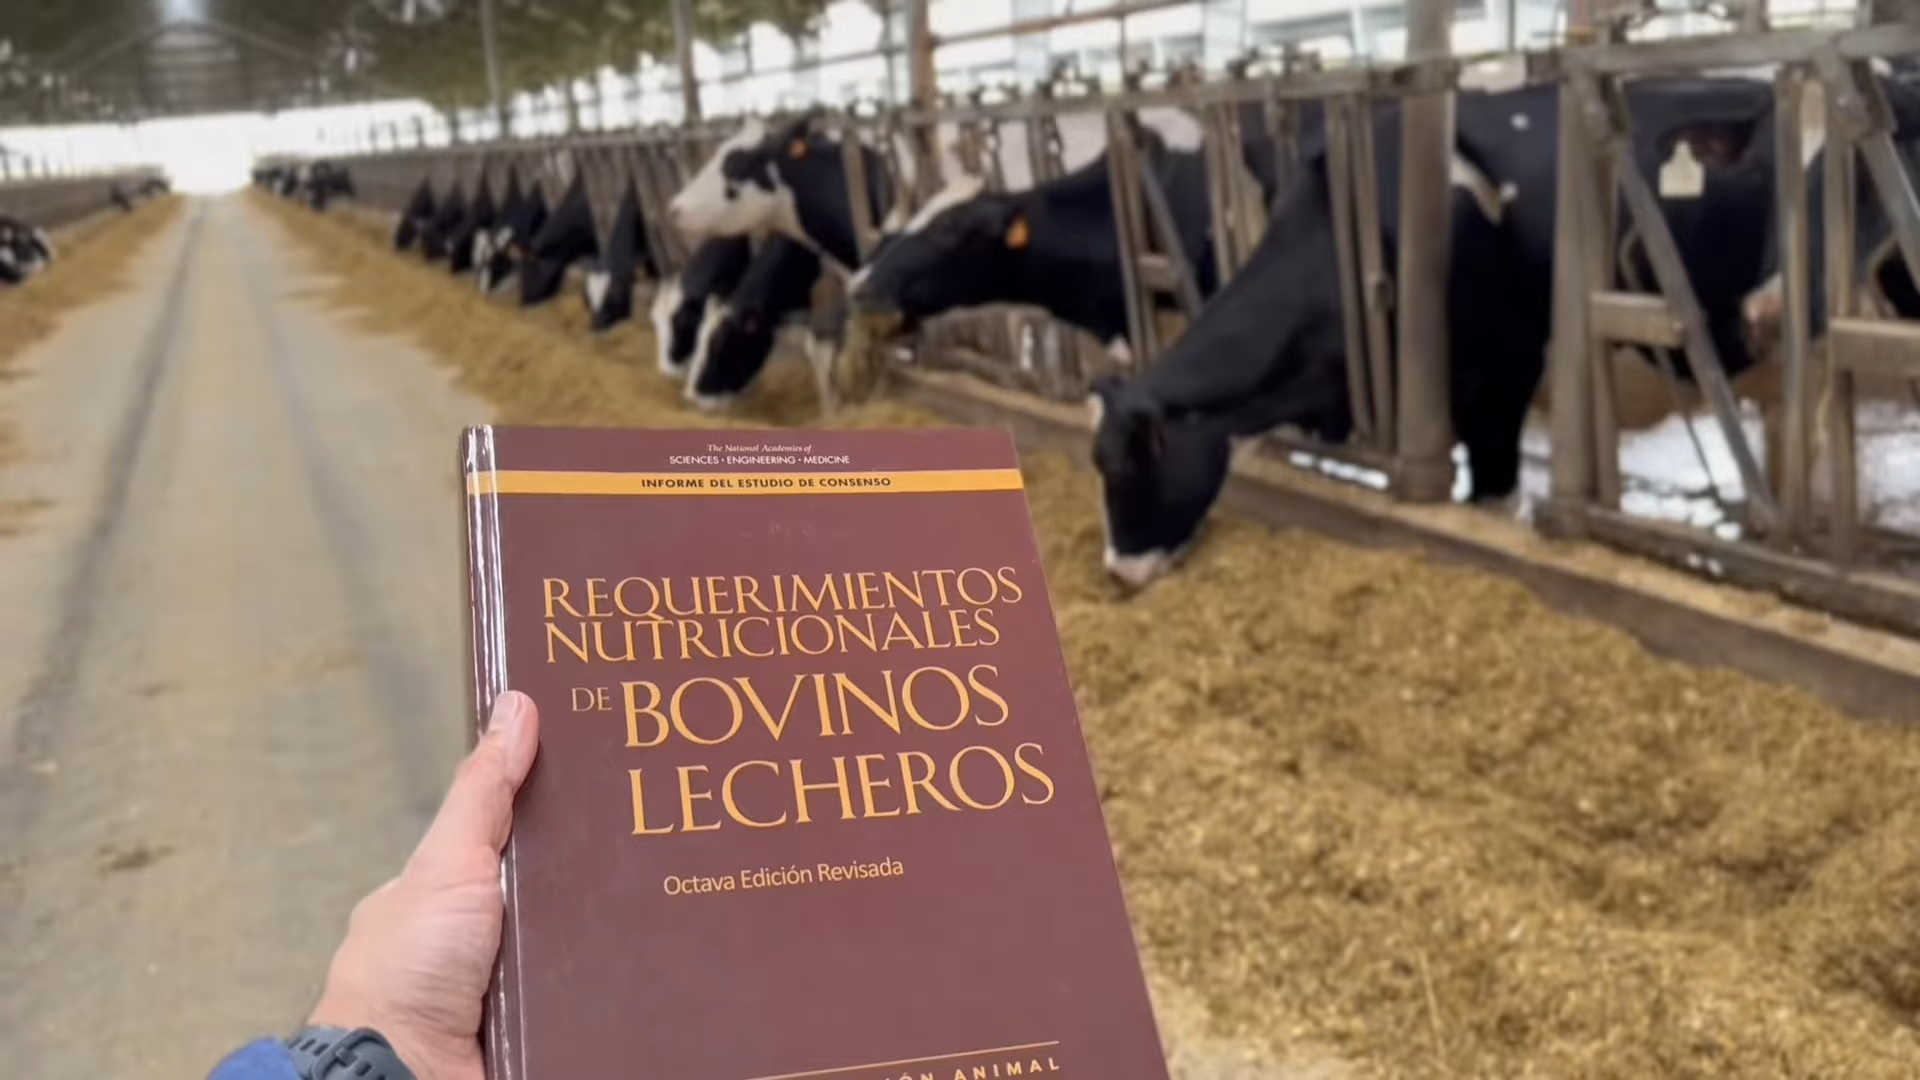 The National Academies of
SCIENCES • ENGINEERING • MEDICINE
INFORME DEL ESTUDIO DE CONSENSO
REQUERIMIENTOS
NUTRICIONALES
DE BOVINOS
LECHEROS
Octava Edición Revisada
ANIMAL